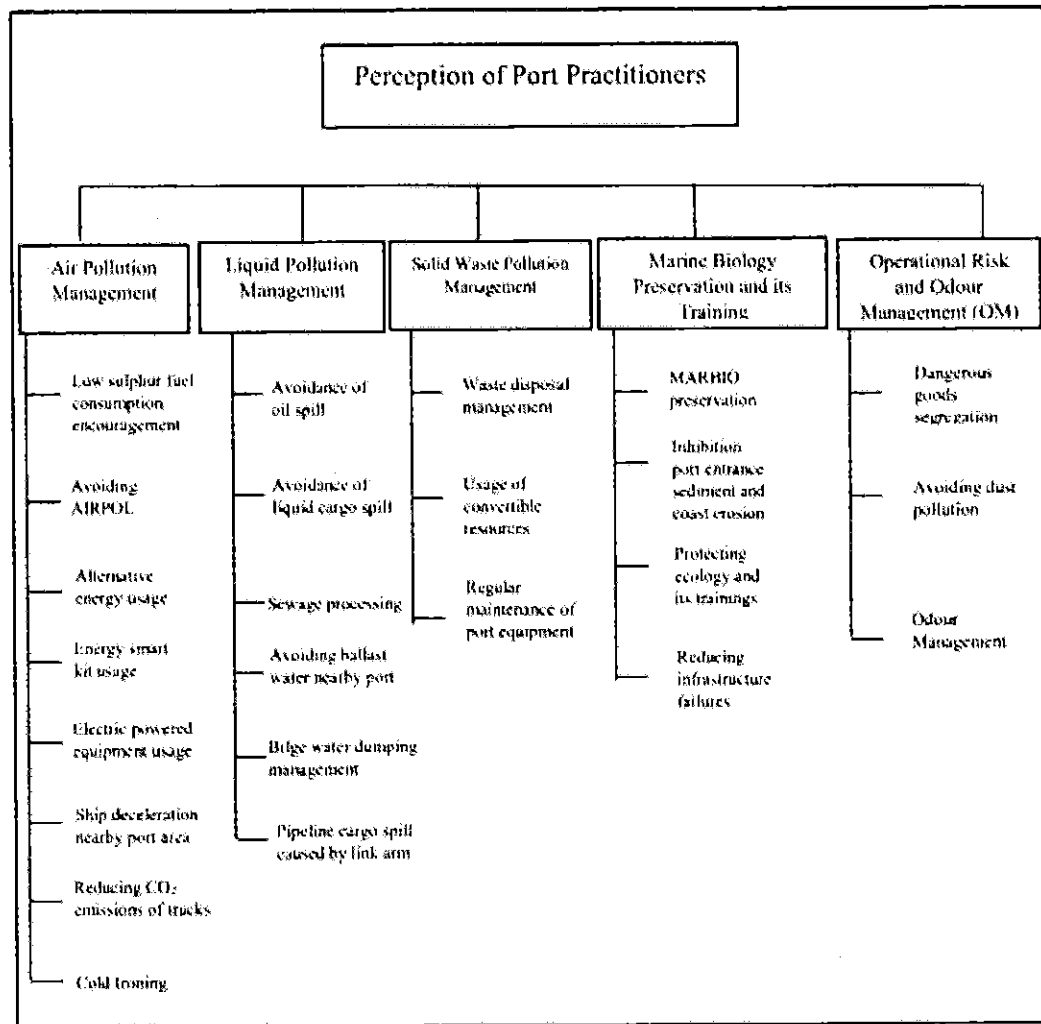 Perception of Port Practitioners
Air Pollution
Management
Low sulphur fuel
consumption
encouragement
Avoiding
AIRPOL
Alternative
energy usage
Energy smart
kit usage
Electric powered
equipment usage
Ship deceleration
nearby port area
Reducing CO₂
emissions of trucks
Cold Ironing
Liquid Pollution
Management
Avoidance of
oil spill
Avoidance of
liquid cargo spill
Sewage processing
Avoiding ballast
water nearby port
Bilge water dumping
management
Pipeline cargo spill
caused by link arm
Solid Waste Pollution
Management
Waste disposal
management
Usage of
convertible
resources
Regular
maintenance of
port equipment
Marine Biology
Preservation and its
Training
MARBIO
preservation
Inhibition
port entrance
sediment and
coast erosion
Protecting
ecology and
its trainings
Reducing
infrastructure
failures
Operational Risk
and Odour
Management (OM)
Dangerous
goods
segregation
Avoiding dust
pollution
Odour
Management